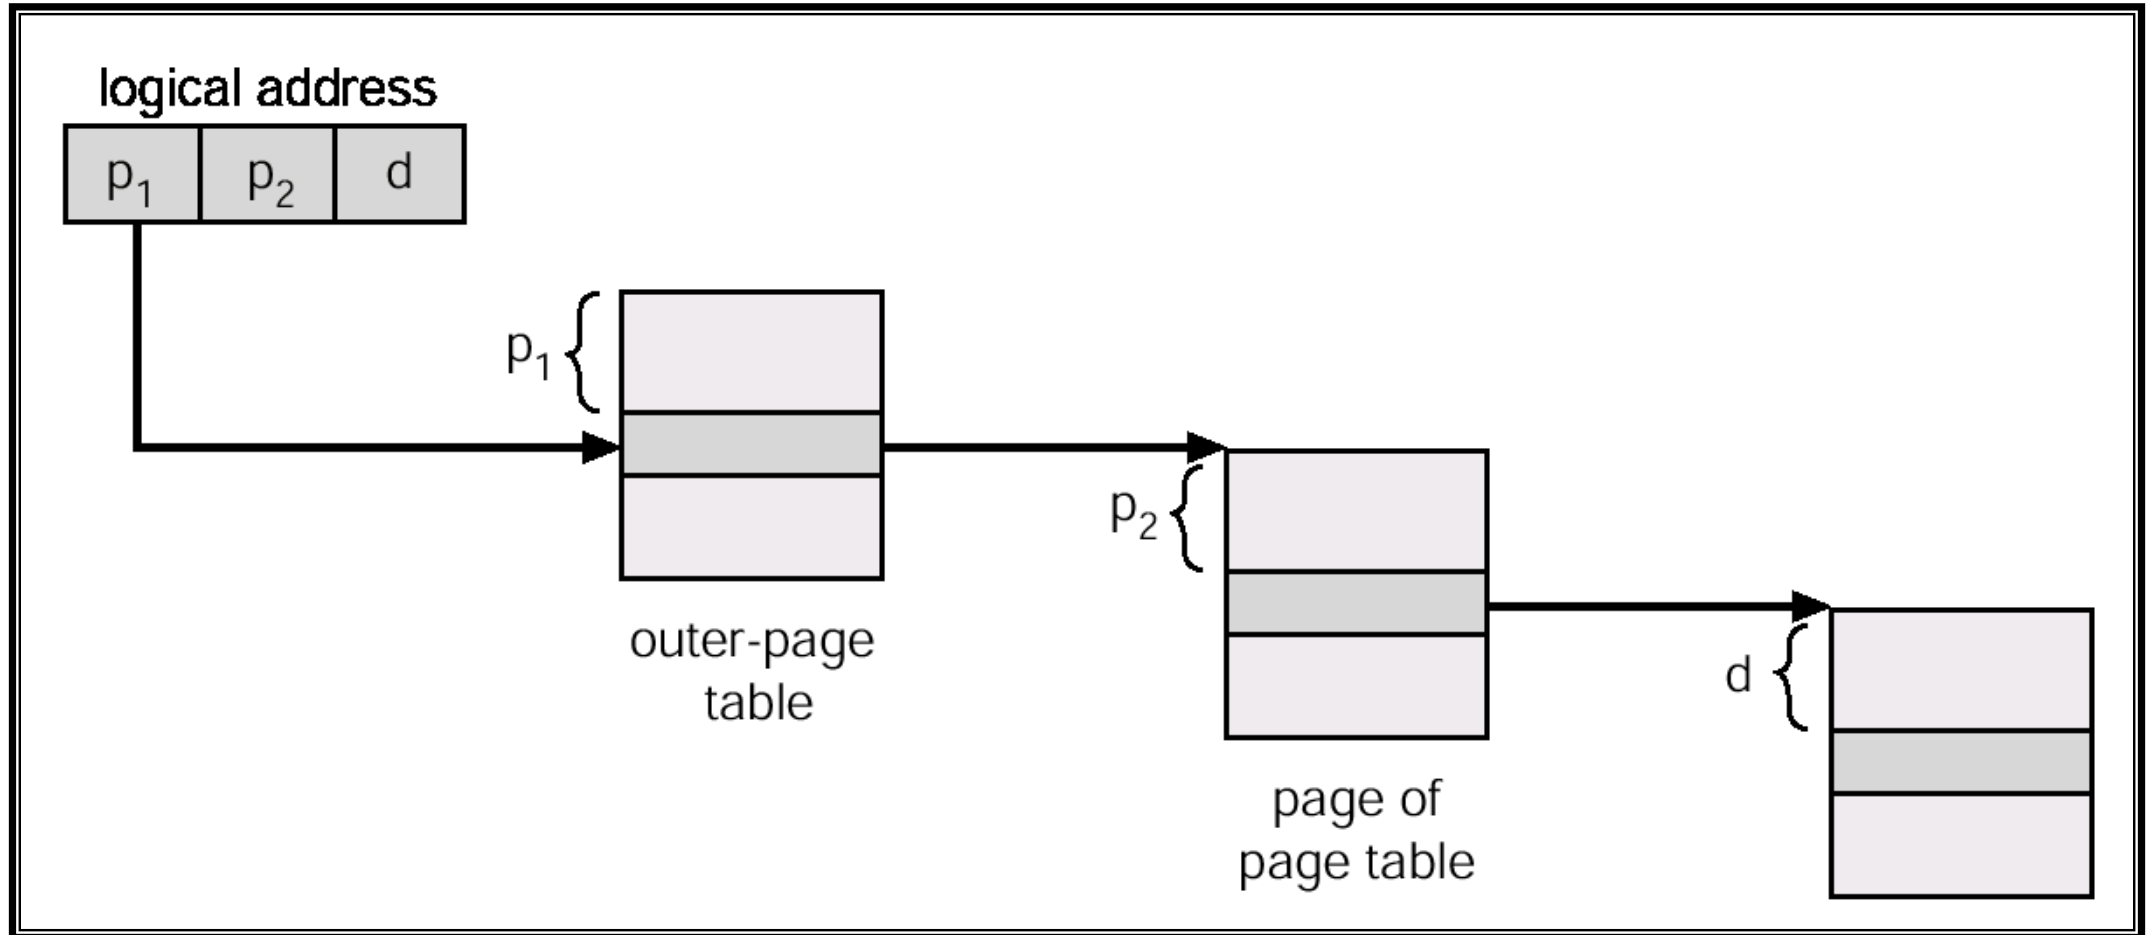 logical address
p₁ p₂ d
p₁
outer-page
table
p₂
page of
page table
d